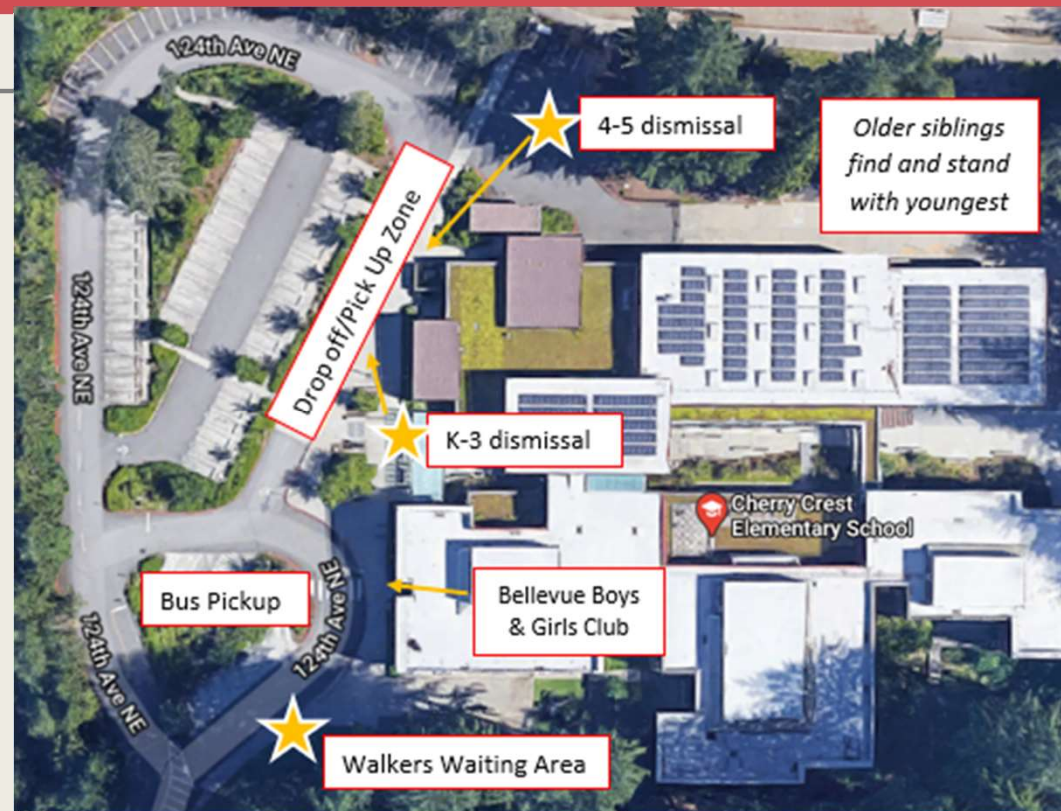 124th Ave NE
4-5 dismissal
Older siblings
find and stand
with youngest
Drop off/Pick Up Zone
124th Ave NE
K-3 dismissal
Cherry Crest
Elementary School
Bus Pickup
124th Ave NE
Bellevue Boys
& Girls Club
124th Ave NE
Walkers Waiting Area